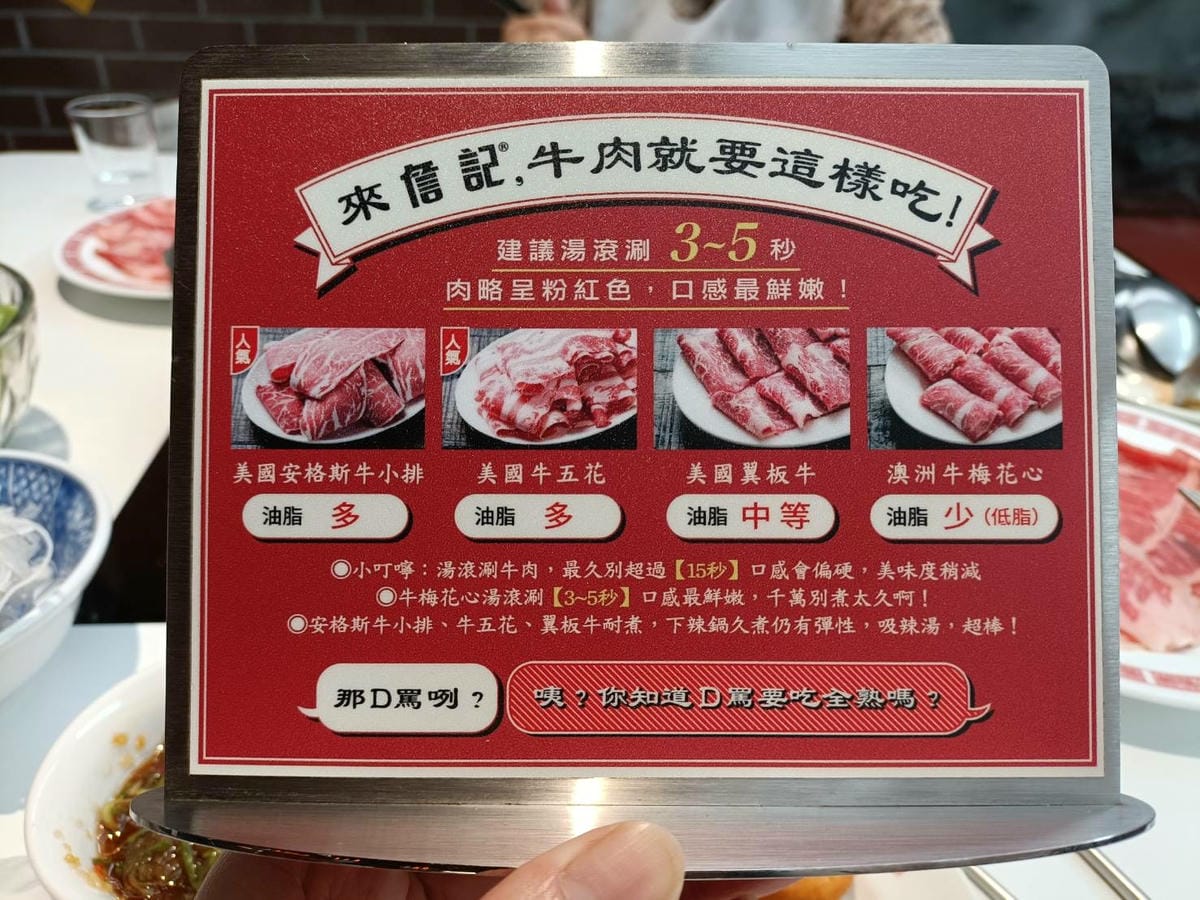 來詹記®,牛肉就要這樣吃!
建議湯滾涮 3~5 秒
肉略呈粉紅色,口感最鮮嫩!
人氣
人氣
美國安格斯牛小排
美國牛五花
美國翼板牛
澳洲牛梅花心
油脂 多
油脂 多
油脂 中等
油脂 少(低脂)
◉小叮嚀:湯滾涮牛肉,最久別超過【15秒】口感會偏硬,美味度稍減
◉牛梅花心湯滾涮【3~5秒】口感最鮮嫩,千萬別煮太久啊!
◉安格斯牛小排、牛五花、翼板牛耐煮,下辣鍋久煮仍有彈性,吸辣湯,超棒!
那D罵咧?
咦?你知道D罵要吃全熟嗎?